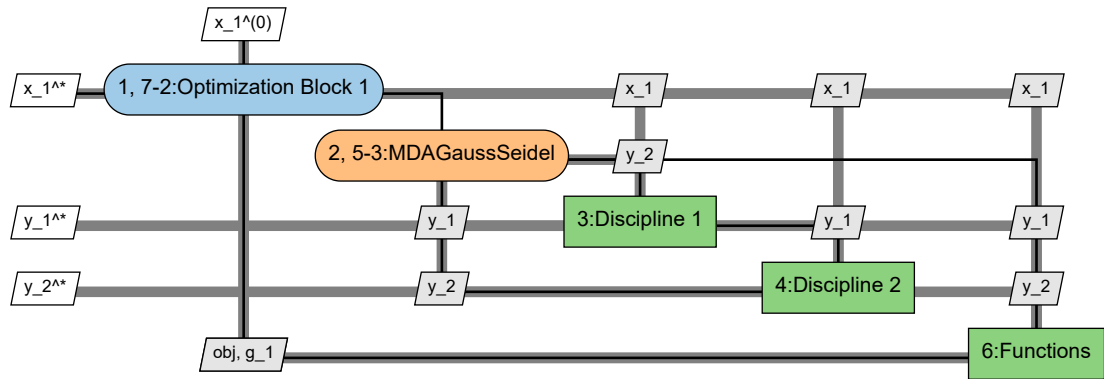 x_1^(0)
x_1^*
1, 7-2:Optimization Block 1
x_1
x_1
x_1
2, 5-3:MDAGaussSeidel
y_2
y_1^*
y_1
3:Discipline 1
y_1
y_1
y_2^*
y_2
4:Discipline 2
y_2
obj, g_1
6:Functions